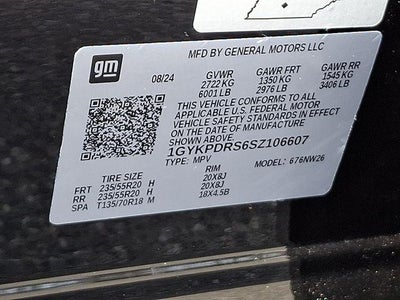 gm
MFD BY GENERAL MOTORS LLC
08/24 GVWR GAWR FRT GAWR RR
2722 KG 1350 KG 1545 KG
6001 LB 2976 LB 3406 LB
THIS VEHICLE CONFORMS TO ALL
APPLICABLE U.S. FEDERAL MOTOR
VEHICLE SAFETY STANDARDS IN EFFECT
ON THE DATE OF MANUFACTURE
1GYKPDRS6SZ106607
TYPE: MPV MODEL: 6NW26
TIRE SIZE RIM
FRT 235/55R20 H 20X8J
RR 235/55R20 H 20X8J
SPA T135/70R18 M 18X4.5B